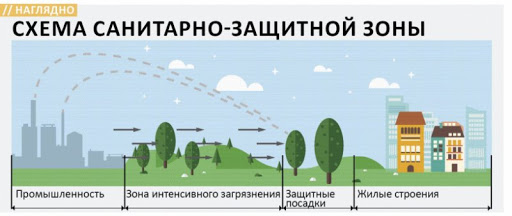 // НАГЛЯДНО
СХЕМА САНИТАРНО-ЗАЩИТНОЙ ЗОНЫ
Промышленность
Зона интенсивного загрязнения
Защитные
посадки
Жилые строения